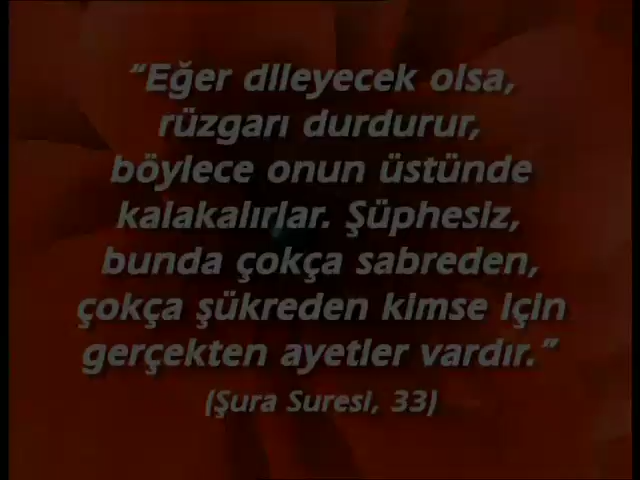 “Eğer dileyecek olsa,
rüzgarı durdurur,
böylece onun üstünde
kalakalırlar. Şüphesiz,
bunda çokça sabreden,
çokça şükreden kimse için
gerçekten ayetler vardır.”
(Şura Suresi, 33)